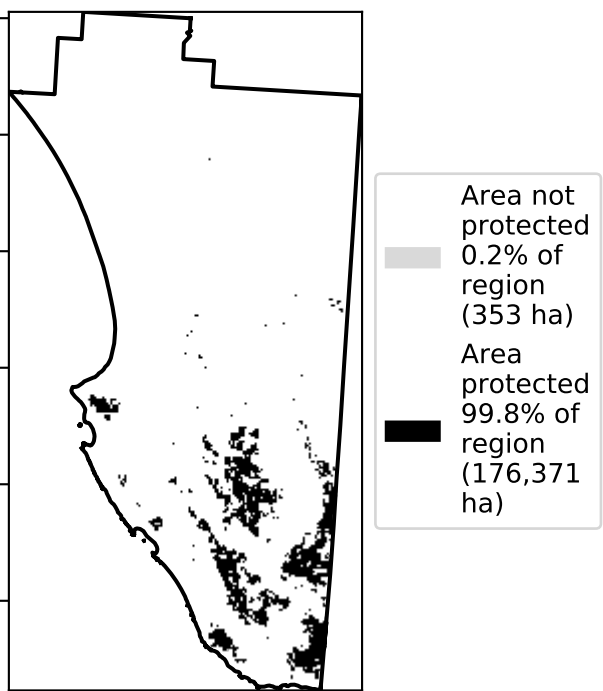 Area not
protected
0.2% of
region
(353 ha)
Area
protected
99.8% of
region
(176,371
ha)